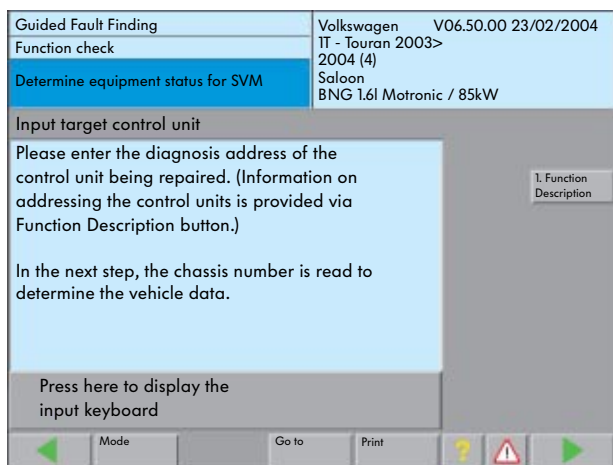 Guided Fault Finding
Function check
Determine equipment status for SVM
Volkswagen V06.50.00 23/02/2004
1T - Touran 2003>
2004 (4)
Saloon
BNG 1.6l Motronic / 85kW
Input target control unit
Please enter the diagnosis address of the
control unit being repaired. (Information on
addressing the control units is provided via
Function Description button.)
In the next step, the chassis number is read to
determine the vehicle data.
1. Function
Description
Press here to display the
input keyboard
Mode
Go to
Print
?